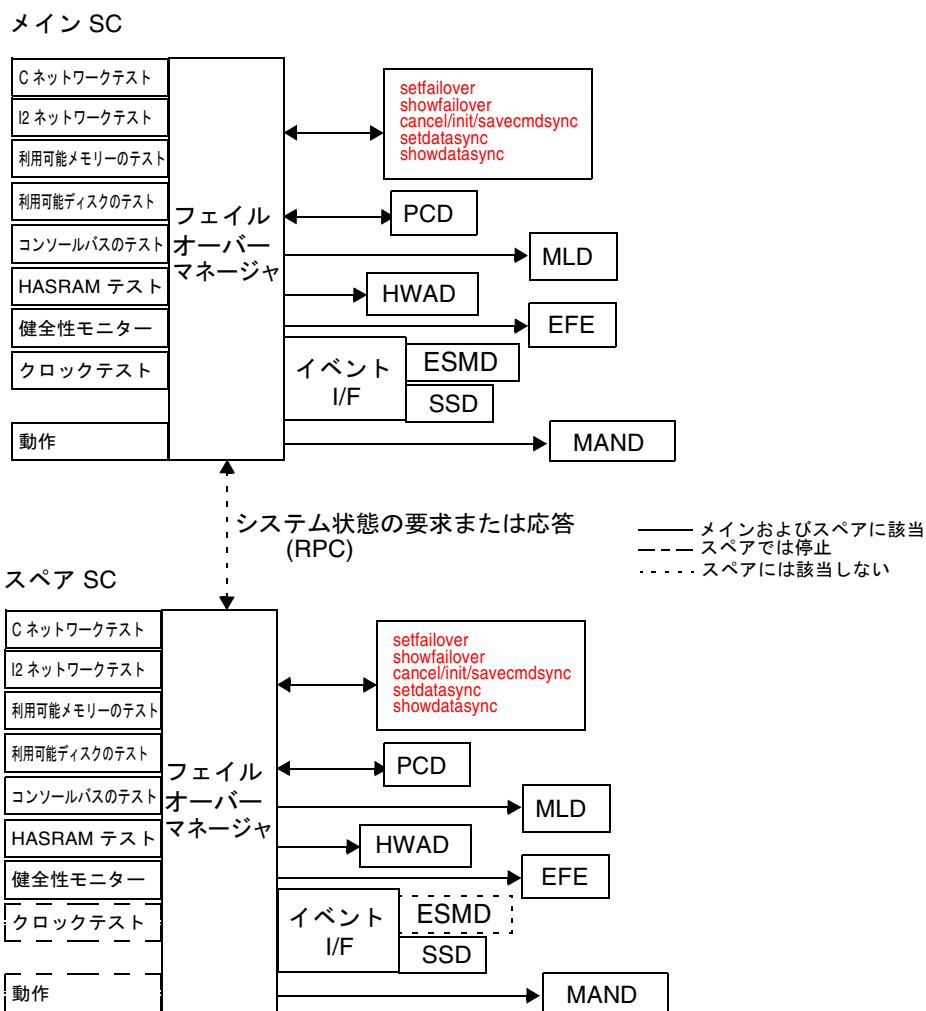 メイン SC
C ネットワークテスト
I2 ネットワークテスト
利用可能メモリーのテスト
利用可能ディスクのテスト
コンソールバスのテスト
HASRAM テスト
健全性モニター
クロックテスト
動作
フェイル
オーバー
マネージャ
setfailover
showfailover
cancel/init/savecmdsync
setdatasync
showdatasync
PCD
MLD
HWAD
EFE
イベント
I/F
ESMD
SSD
MAND
システム状態の要求または応答
(RPC)
メインおよびスペアに該当
スペアでは停止
スペアには該当しない
スペア SC
C ネットワークテスト
I2 ネットワークテスト
利用可能メモリーのテスト
利用可能ディスクのテスト
コンソールバスのテスト
HASRAM テスト
健全性モニター
クロックテスト
動作
フェイル
オーバー
マネージャ
setfailover
showfailover
cancel/init/savecmdsync
setdatasync
showdatasync
PCD
MLD
HWAD
EFE
イベント
I/F
ESMD
SSD
MAND